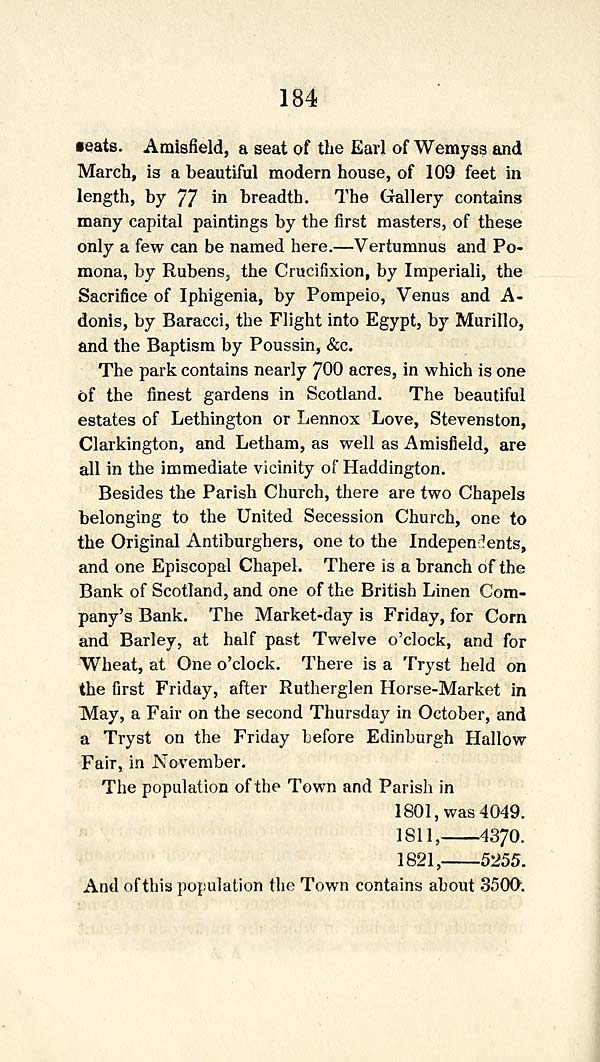 184
seats. Amisfield, a seat of the Earl of Wemyss and
March, is a beautiful modern house, of 109 feet in
length, by 77 in breadth. The Gallery contains
many capital paintings by the first masters, of these
only a few can be named here.—Vertumnus and Po-
mona, by Rubens, the Crucifixion, by Imperiali, the
Sacrifice of Iphigenia, by Pompeio, Venus and A-
donis, by Baracci, the Flight into Egypt, by Murillo,
and the Baptism by Poussin, &c.
The park contains nearly 700 acres, in which is one
of the finest gardens in Scotland. The beautiful
estates of Lethington or Lennox Love, Stevenston,
Clarkington, and Letham, as well as Amisfield, are
all in the immediate vicinity of Haddington.
Besides the Parish Church, there are two Chapels
belonging to the United Secession Church, one to
the Original Antiburghers, one to the Independents,
and one Episcopal Chapel. There is a branch of the
Bank of Scotland, and one of the British Linen Com-
pany's Bank. The Market-day is Friday, for Corn
and Barley, at half past Twelve o'clock, and for
Wheat, at One o'clock. There is a Tryst held on
the first Friday, after Rutherglen Horse-Market in
May, a Fair on the second Thursday in October, and
a Tryst on the Friday before Edinburgh Hallow
Fair, in November.
The population of the Town and Parish in
1801, was 4049.
1811,——4370.
1821,——5255.
And of this population the Town contains about 3500.